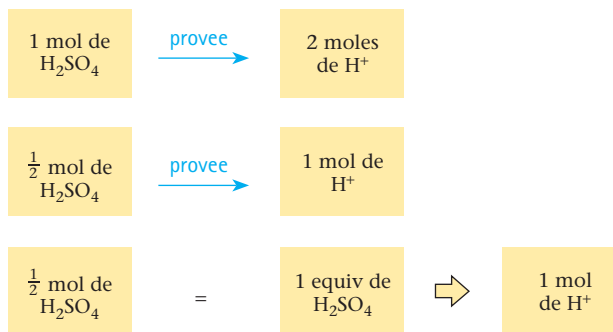 1 mol de
H₂SO₄
provee
2 moles
de H⁺
½ mol de
H₂SO₄
provee
1 mol de
H⁺
½ mol de
H₂SO₄
=
1 equiv de
H₂SO₄
1 mol
de H⁺